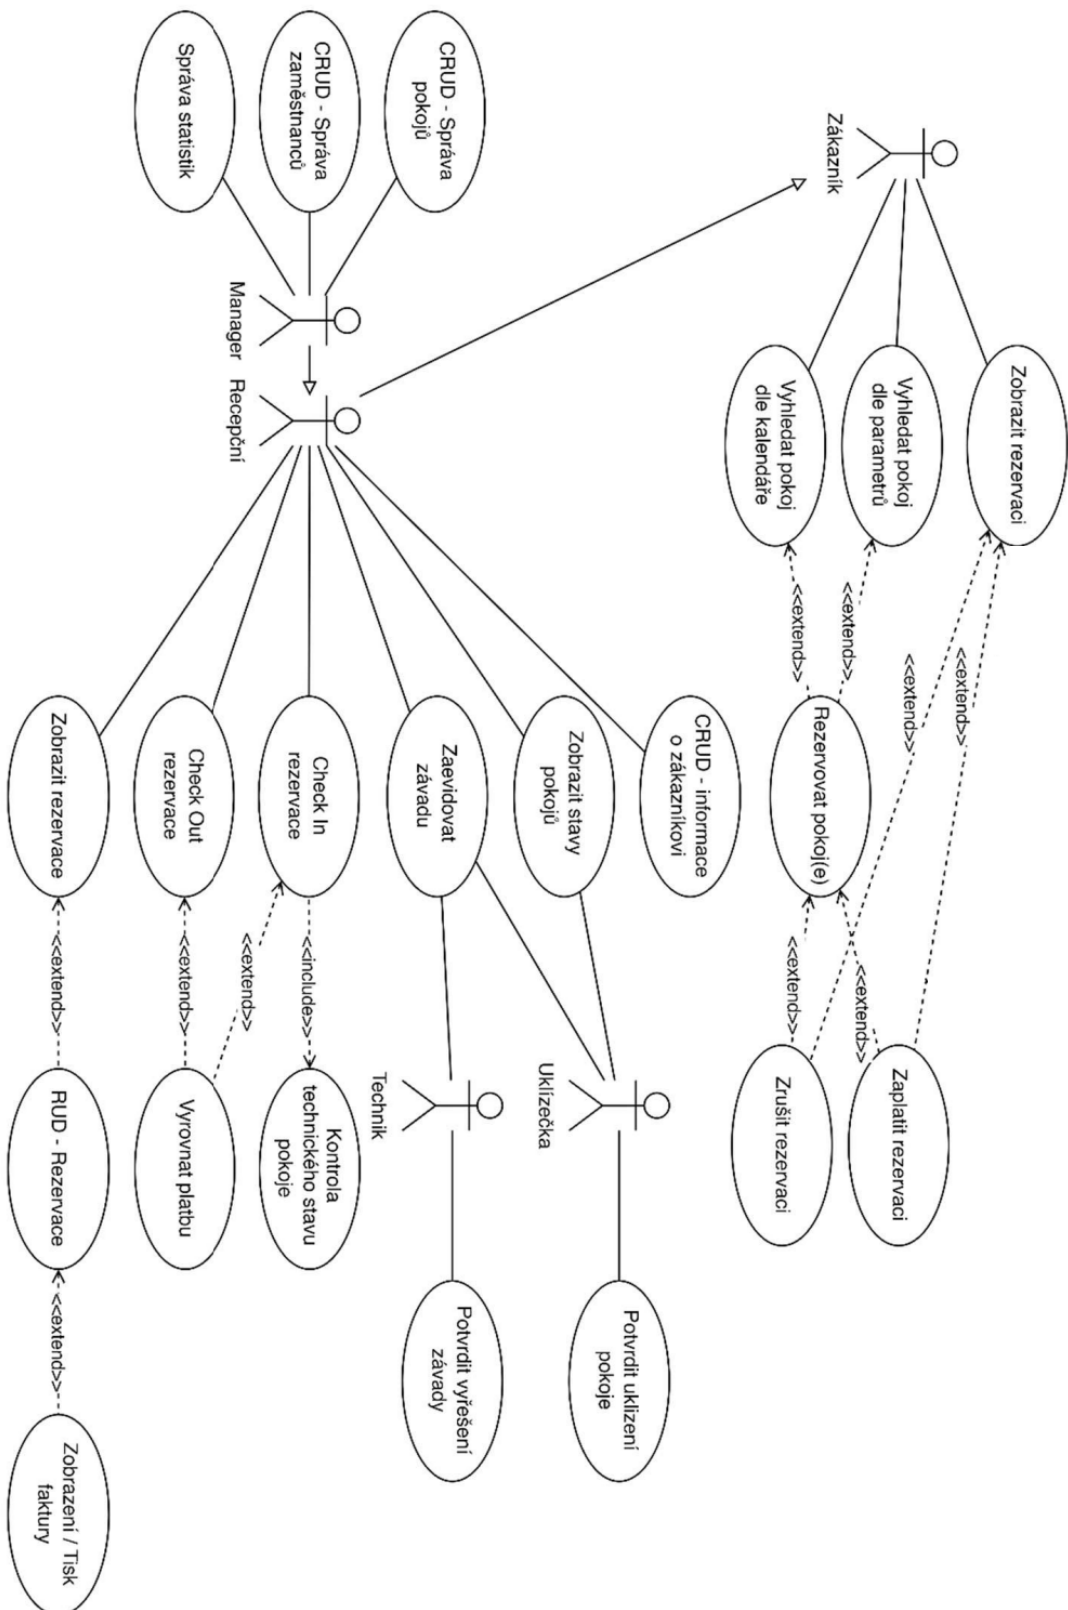 Zákazník
Zobrazit rezervaci
Vyhledat pokoj
dle parametrů
Vyhledat pokoj
dle kalendáře
<<extend>>
<<extend>>
<<extend>>
<<extend>>
Rezervovat pokoj(e)
<<extend>>
<<extend>>
Zaplatit rezervaci
Zrušit rezervaci
CRUD - Správa
pokojů
CRUD - Správa
zaměstnanců
Správa statistik
Manager
Recepční
CRUD - informace
o zákazníkovi
Zobrazit stavy
pokojů
Zaevidovat
závadu
Check In
rezervace
Check Out
rezervace
Zobrazit rezervace
Uklízečka
Technik
Potvrdit uklizení
pokoje
Potvrdit vyřešení
závady
<<include>>
<<extend>>
<<extend>>
<<extend>>
Kontrola
technického stavu
pokoje
Vyrovnat platbu
RUD - Rezervace
<<extend>>
Zobrazení / Tisk
faktury